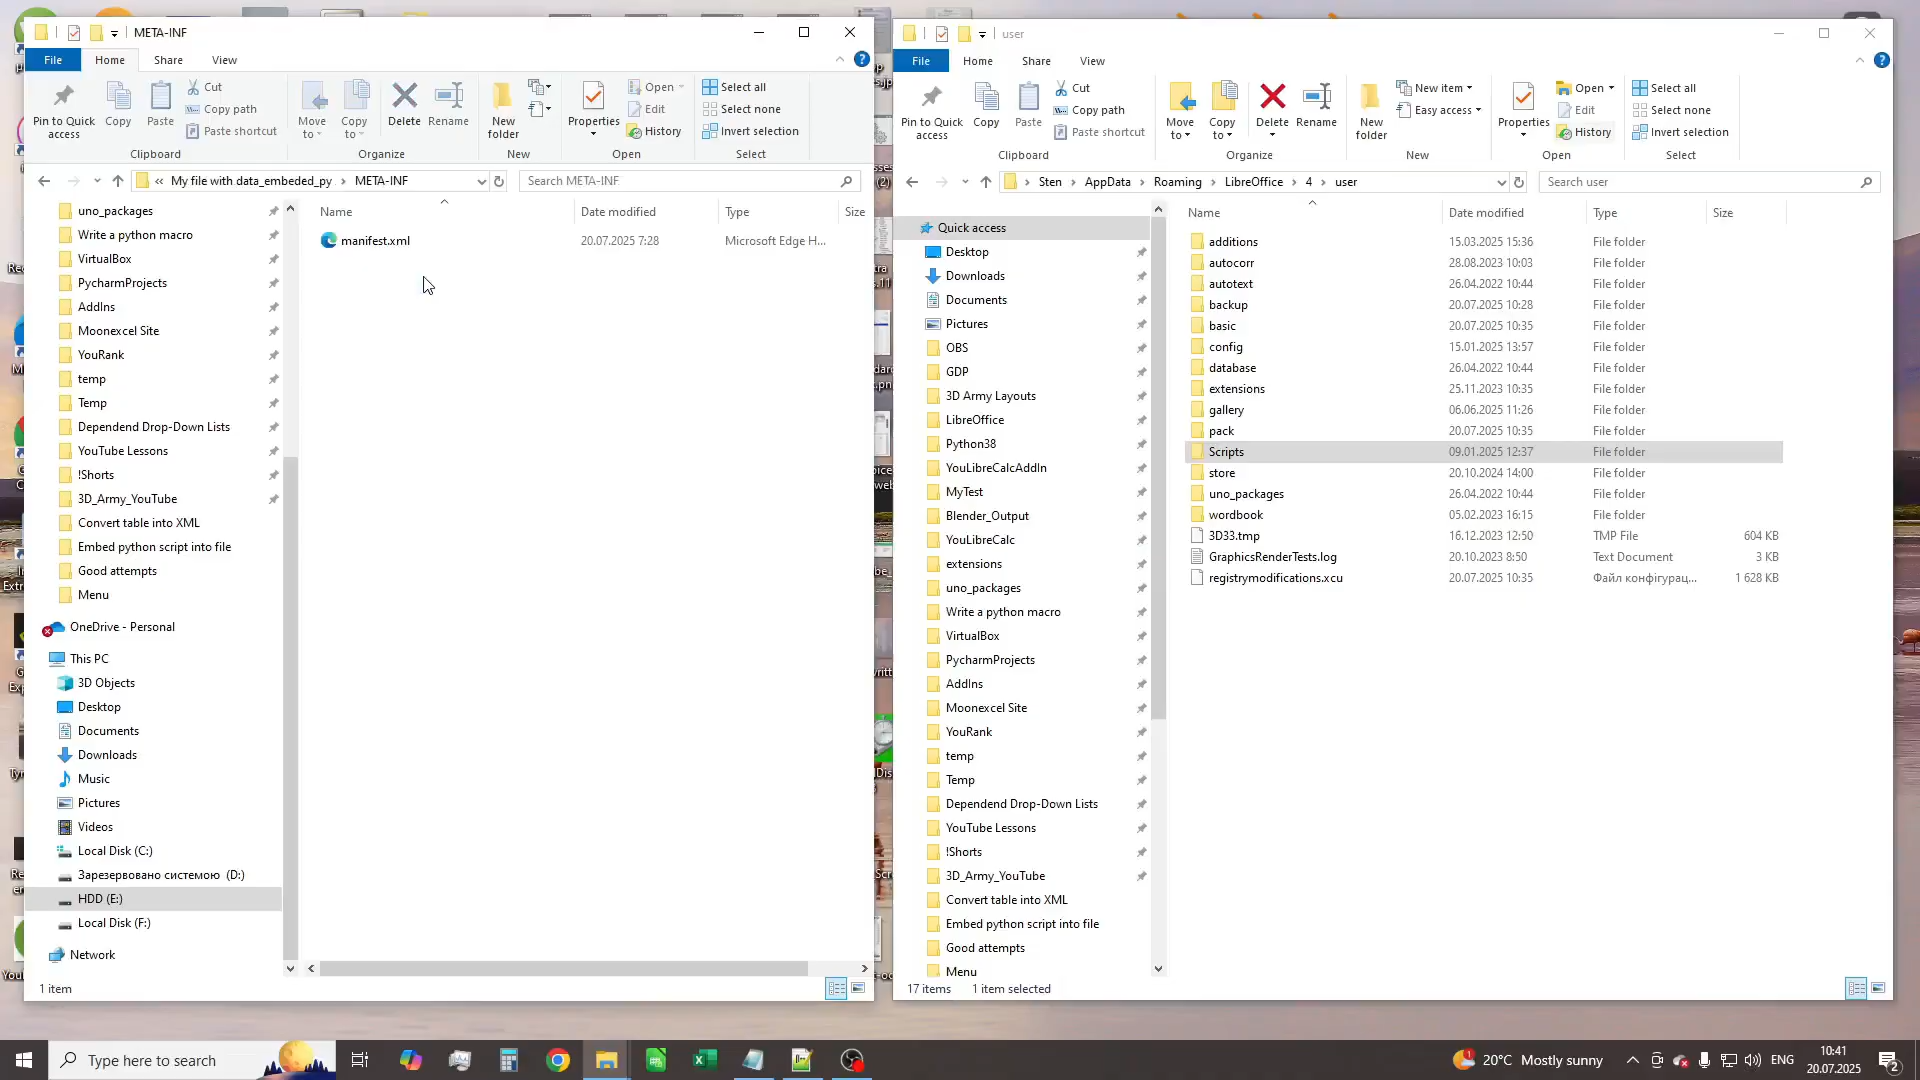 META-INF
File
Home
Share
View
Pin to Quick access
Copy
Paste
Cut
Copy path
Paste shortcut
Clipboard
Move to
Copy to
Delete
Rename
Organize
New folder
New
Properties
Open
Edit
History
Open
Select all
Select none
Invert selection
Select
« My file with data_embeded_py > META-INF
Search META-INF
uno_packages
Write a python macro
VirtualBox
PycharmProjects
AddIns
Moonexcel Site
YouRank
temp
Temp
Dependend Drop-Down Lists
YouTube Lessons
!Shorts
3D_Army_YouTube
Convert table into XML
Embed python script into file
Good attempts
Menu
OneDrive - Personal
This PC
3D Objects
Desktop
Documents
Downloads
Music
Pictures
Videos
Local Disk (C:)
Зарезервовано системою (D:)
HDD (E:)
Local Disk (F:)
Network
Name Date modified Type Size
manifest.xml 20.07.2025 7:28 Microsoft Edge H...
1 item
user
File
Home
Share
View
Pin to Quick access
Copy
Paste
Cut
Copy path
Paste shortcut
Clipboard
Move to
Copy to
Delete
Rename
Organize
New folder
New item
Easy access
New
Properties
Open
Edit
History
Open
Select all
Select none
Invert selection
Select
> Sten > AppData > Roaming > LibreOffice > 4 > user
Search user
Quick access
Desktop
Downloads
Documents
Pictures
OBS
GDP
3D Army Layouts
LibreOffice
Python38
YouLibreCalcAddIn
MyTest
Blender_Output
YouLibreCalc
extensions
uno_packages
Write a python macro
VirtualBox
PycharmProjects
AddIns
Moonexcel Site
YouRank
temp
Temp
Dependend Drop-Down Lists
YouTube Lessons
!Shorts
3D_Army_YouTube
Convert table into XML
Embed python script into file
Good attempts
Menu
Name Date modified Type Size
additions 15.03.2025 15:36 File folder
autocorr 28.08.2023 10:03 File folder
autotext 26.04.2022 10:44 File folder
backup 20.07.2025 10:28 File folder
basic 20.07.2025 10:35 File folder
config 15.01.2025 13:57 File folder
database 26.04.2022 10:44 File folder
extensions 25.11.2023 10:35 File folder
gallery 06.06.2025 11:26 File folder
pack 20.07.2025 10:35 File folder
Scripts 09.01.2025 12:37 File folder
store 20.10.2024 14:00 File folder
uno_packages 26.04.2022 10:44 File folder
wordbook 05.02.2023 16:15 File folder
3D33.tmp 16.12.2023 12:50 TMP File 604 KB
GraphicsRenderTests.log 20.10.2023 8:50 Text Document 3 KB
registrymodifications.xcu 20.07.2025 10:35 Файл конфігурац... 1 628 KB
17 items 1 item selected
Type here to search
20°C Mostly sunny
ENG
10:41
20.07.2025
2